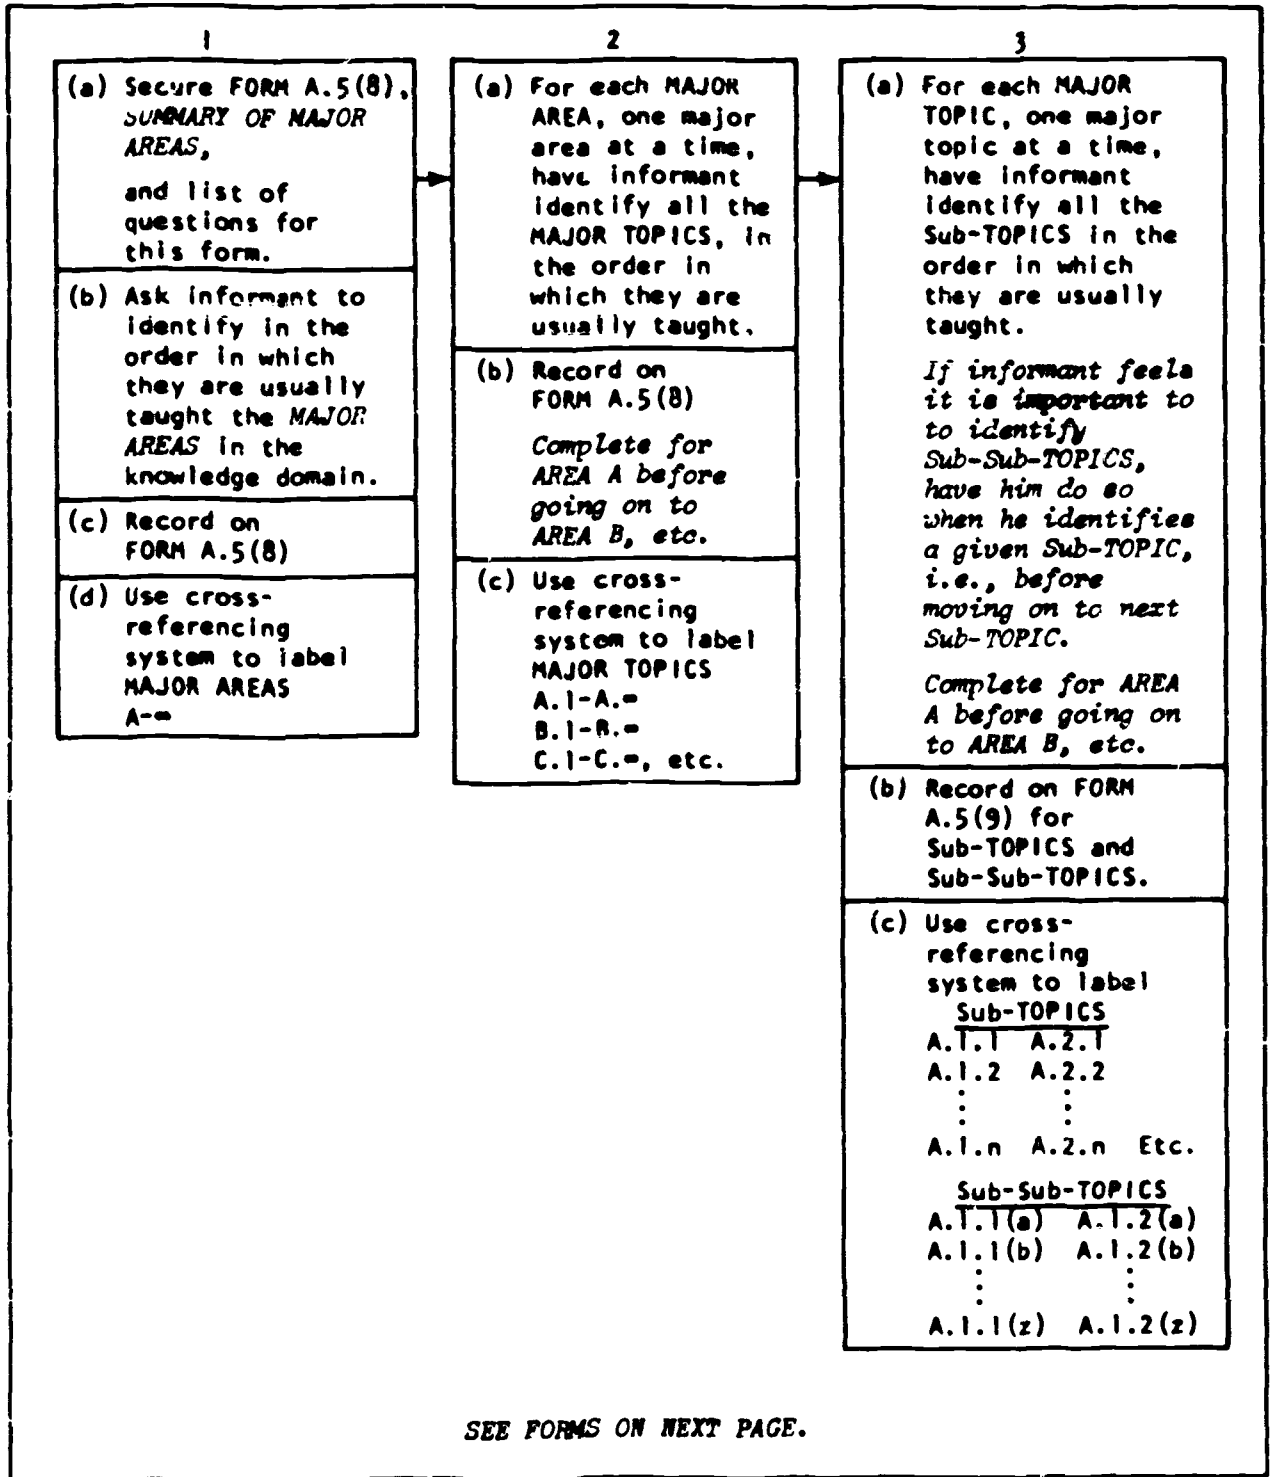 1
(a) Secure FORM A.5(8),
SUMMARY OF MAJOR
AREAS,
and list of
questions for
this form.
(b) Ask informant to
identify in the
order in which
they are usually
taught the MAJOR
AREAS in the
knowledge domain.
(c) Record on
FORM A.5(8)
(d) Use cross-
referencing
system to label
MAJOR AREAS
A-∞
2
(a) For each MAJOR
AREA, one major
area at a time,
have informant
identify all the
MAJOR TOPICS, in
the order in
which they are
usually taught.
(b) Record on
FORM A.5(8)
Complete for
AREA A before
going on to
AREA B, etc.
(c) Use cross-
referencing
system to label
MAJOR TOPICS
A.1-A.∞
B.1-B.∞
C.1-C.∞, etc.
3
(a) For each MAJOR
TOPIC, one major
topic at a time,
have informant
identify all the
Sub-TOPICS in the
order in which
they are usually
taught.
If informant feels
it is important to
to identify
Sub-Sub-TOPICS,
have him do so
when he identifies
a given Sub-TOPIC,
i.e., before
moving on to next
Sub-TOPIC.
Complete for AREA
A before going on
to AREA B, etc.
(b) Record on FORM
A.5(9) for
Sub-TOPICS and
Sub-Sub-TOPICS.
(c) Use cross-
referencing
system to label
Sub-TOPICS
A.1.1 A.2.1
A.1.2 A.2.2
⋮ ⋮
A.1.n A.2.n Etc.
Sub-Sub-TOPICS
A.1.1(a) A.1.2(a)
A.1.1(b) A.1.2(b)
⋮ ⋮
A.1.1(z) A.1.2(z)
SEE FORMS ON NEXT PAGE.